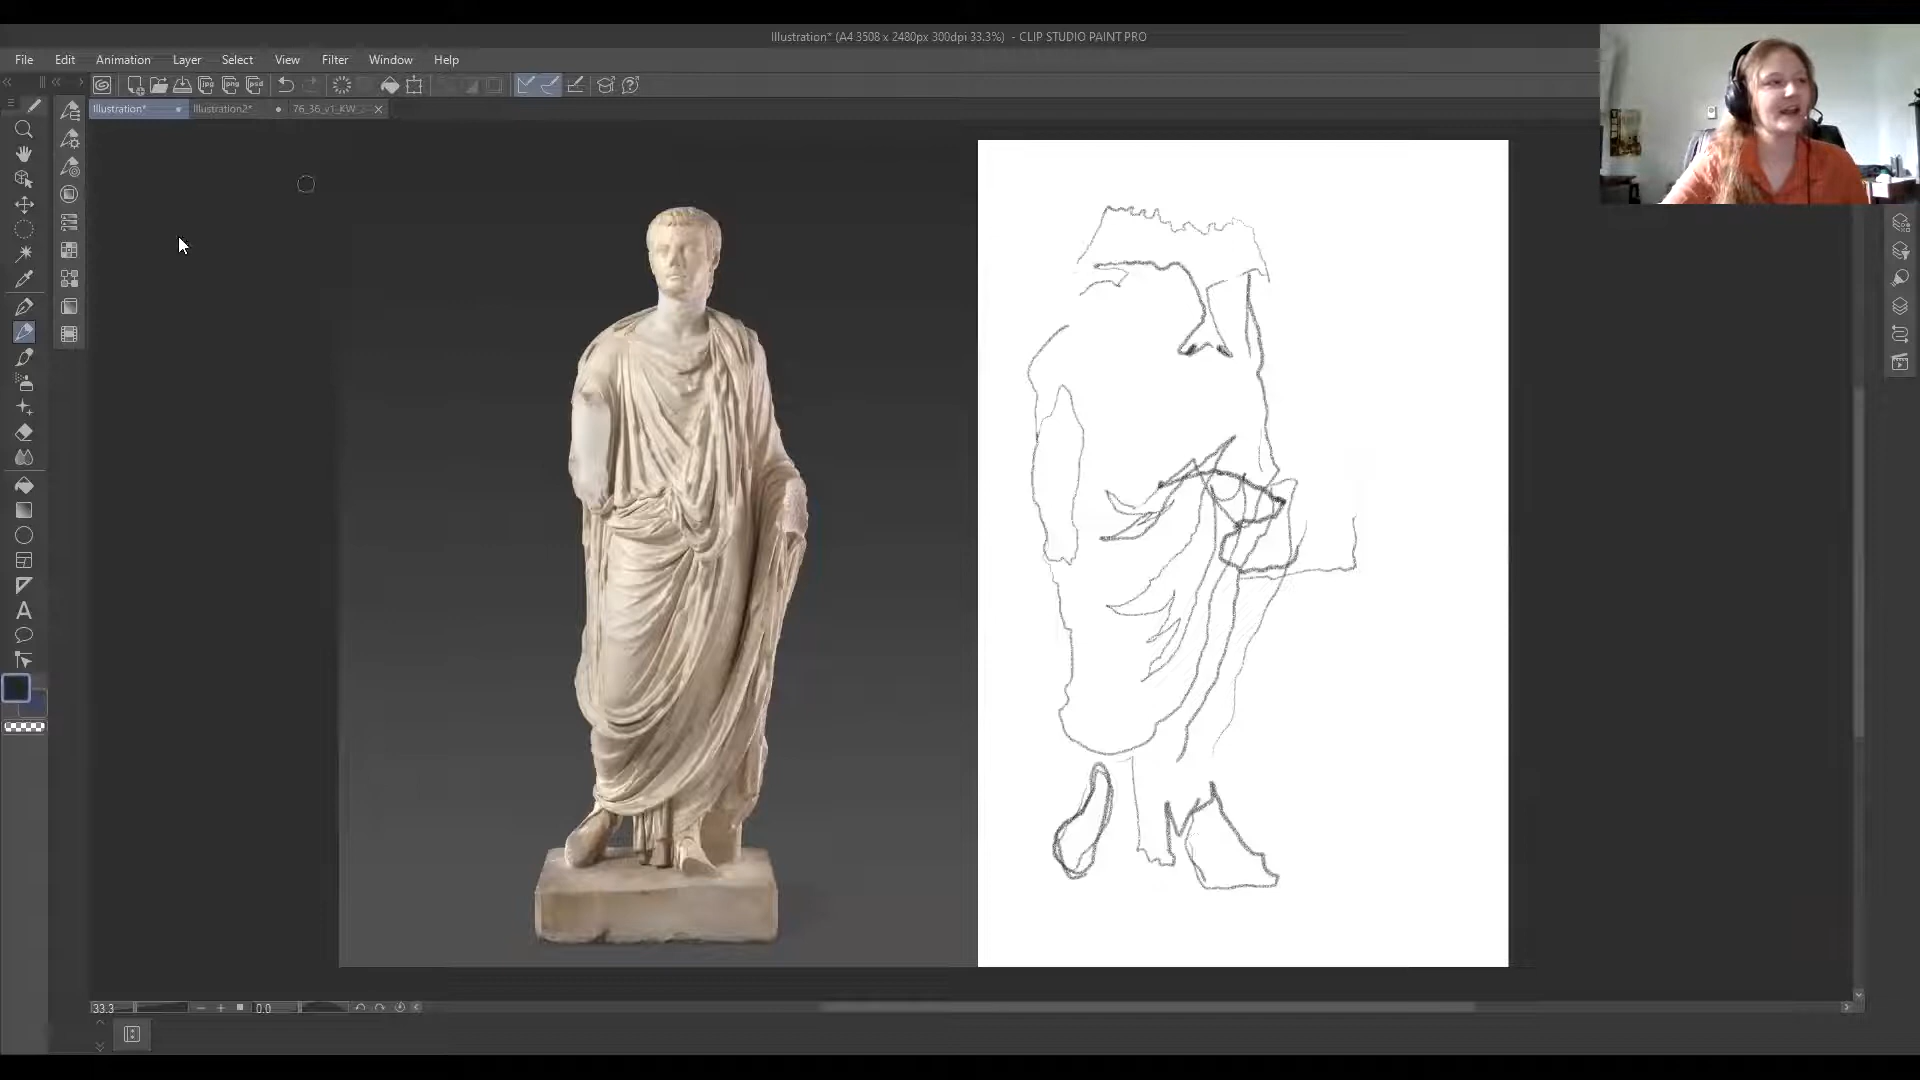 Illustration* (A4 3508 x 2480px 300dpi 33.3%) - CLIP STUDIO PAINT PRO
File Edit Animation Layer Select View Filter Window Help
Illustration* Illustration2* 76_36_v1_KW
33.3 0.0